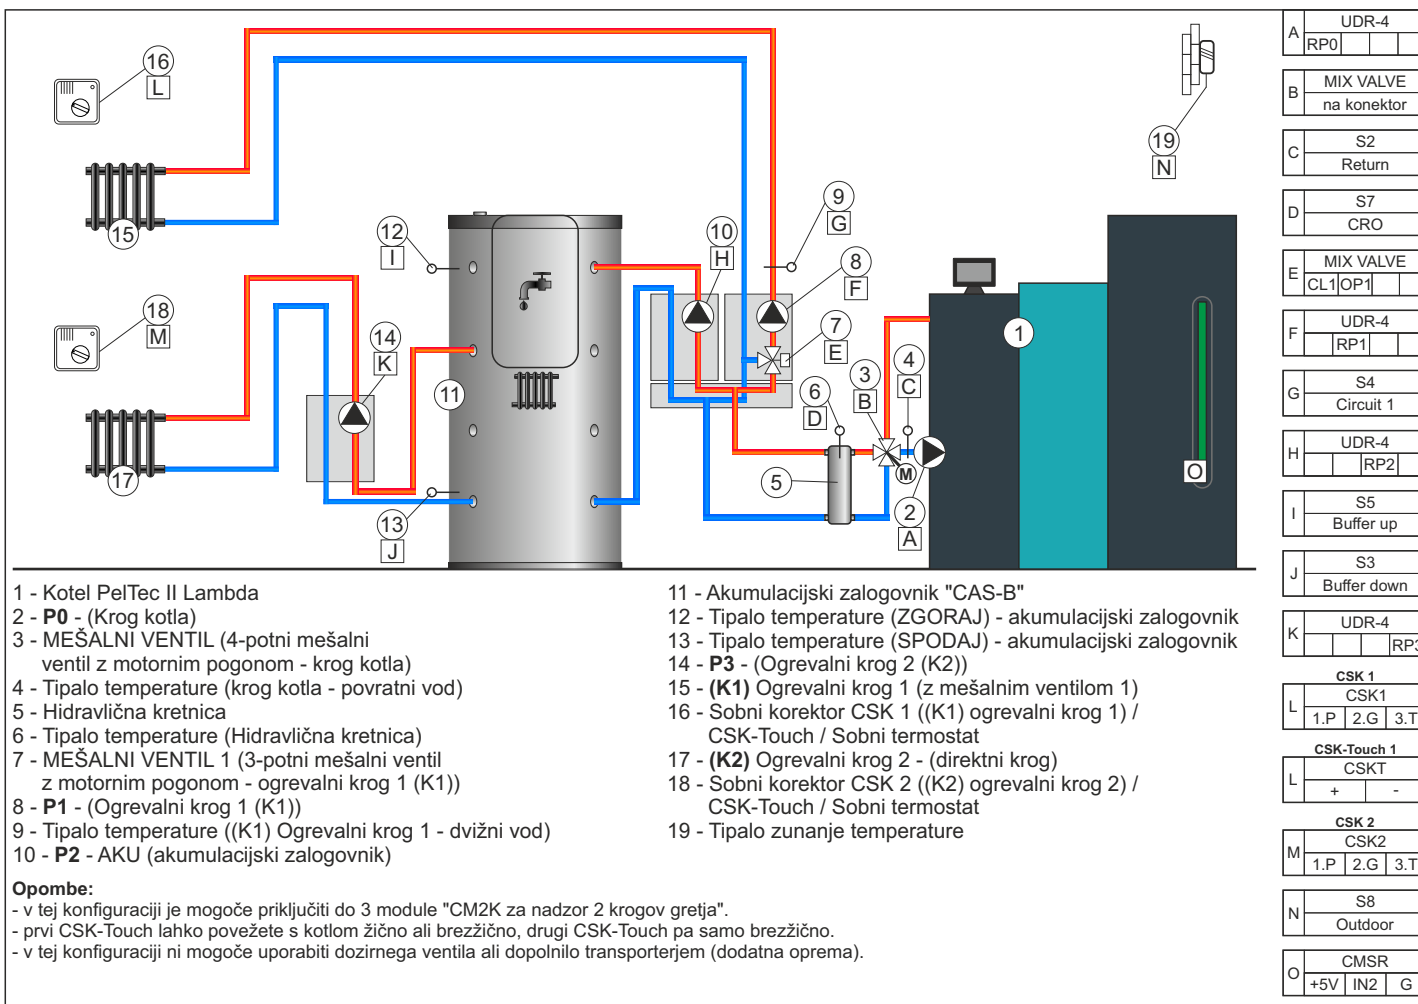 16
L
15
18
M
17
12
I
14
K
11
13
J
10
H
9
G
8
F
7
E
6
D
5
3
B
4
C
M
2
A
1
19
N
O
1 - Kotel PelTec II Lambda
2 - P0 - (Krog kotla)
3 - MEŠALNI VENTIL (4-potni mešalni
ventil z motornim pogonom - krog kotla)
4 - Tipalo temperature (krog kotla - povratni vod)
5 - Hidravlična kretnica
6 - Tipalo temperature (Hidravlična kretnica)
7 - MEŠALNI VENTIL 1 (3-potni mešalni ventil
z motornim pogonom - ogrevalni krog 1 (K1))
8 - P1 - (Ogrevalni krog 1 (K1))
9 - Tipalo temperature ((K1) Ogrevalni krog 1 - dvižni vod)
10 - P2 - AKU (akumulacijski zalogovnik)
11 - Akumulacijski zalogovnik "CAS-B"
12 - Tipalo temperature (ZGORAJ) - akumulacijski zalogovnik
13 - Tipalo temperature (SPODAJ) - akumulacijski zalogovnik
14 - P3 - (Ogrevalni krog 2 (K2))
15 - (K1) Ogrevalni krog 1 (z mešalnim ventilom 1)
16 - Sobni korektor CSK 1 ((K1) ogrevalni krog 1) /
CSK-Touch / Sobni termostat
17 - (K2) Ogrevalni krog 2 - (direktni krog)
18 - Sobni korektor CSK 2 ((K2) ogrevalni krog 2) /
CSK-Touch / Sobni termostat
19 - Tipalo zunanje temperature
Opombe:
- v tej konfiguraciji je mogoče priključiti do 3 module "CM2K za nadzor 2 krogov gretja".
- prvi CSK-Touch lahko povežete s kotlom žično ali brezžično, drugi CSK-Touch pa samo brezžično.
- v tej konfiguraciji ni mogoče uporabiti dozirnega ventila ali dopolnilo transporterjem (dodatna oprema).
A UDR-4
RP0
B MIX VALVE
na konektor
C S2
Return
D S7
CRO
E MIX VALVE
CL1 OP1
F UDR-4
RP1
G S4
Circuit 1
H UDR-4
RP2
I S5
Buffer up
J S3
Buffer down
K UDR-4
RP3
CSK 1
L CSK1
1.P 2.G 3.T
CSK-Touch 1
L CSKT
+ -
CSK 2
M CSK2
1.P 2.G 3.T
N S8
Outdoor
O CMSR
+5V IN2 G